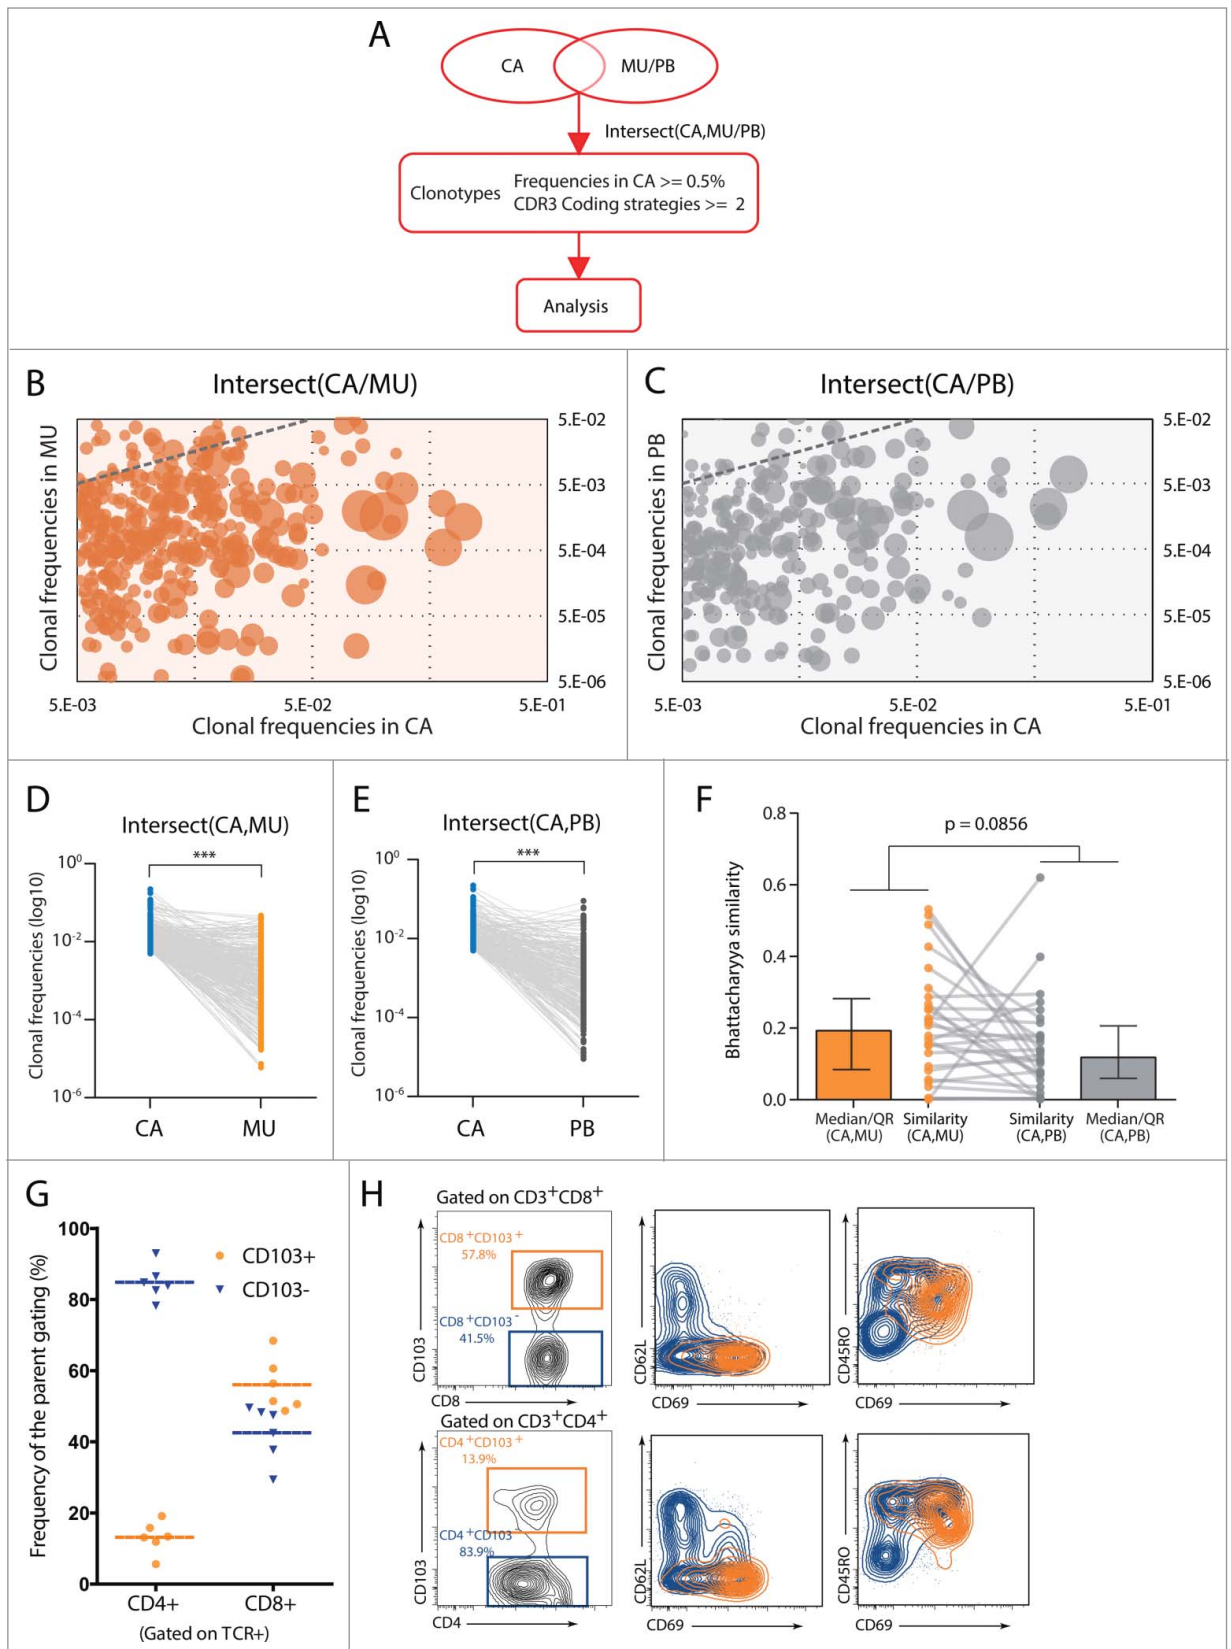 A
CA
MU/PB
Intersect(CA,MU/PB)
Clonotypes
Frequencies in CA >= 0.5%
CDR3 Coding strategies >= 2
Analysis
B
Intersect(CA/MU)
Clonal frequencies in MU
5.E-02
5.E-03
5.E-04
5.E-05
5.E-06
5.E-03
5.E-02
5.E-01
Clonal frequencies in CA
C
Intersect(CA/PB)
Clonal frequencies in PB
5.E-02
5.E-03
5.E-04
5.E-05
5.E-06
5.E-03
5.E-02
5.E-01
Clonal frequencies in CA
D
Intersect(CA,MU)
***
Clonal frequencies (log10)
10⁰
10⁻²
10⁻⁴
10⁻⁶
CA
MU
E
Intersect(CA,PB)
***
Clonal frequencies (log10)
10⁰
10⁻²
10⁻⁴
10⁻⁶
CA
PB
F
p = 0.0856
Bhattacharyya similarity
0.8
0.6
0.4
0.2
0.0
Median/QR
(CA,MU)
Similarity
(CA,MU)
Similarity
(CA,PB)
Median/QR
(CA,PB)
G
Frequency of the parent gating (%)
100
80
60
40
20
0
CD103+
CD103-
CD4+
CD8+
(Gated on TCR+)
H
Gated on CD3⁺CD8⁺
CD8⁺CD103⁺
57.8%
CD8⁺CD103⁻
41.5%
CD103
CD8
CD62L
CD69
CD45RO
CD69
Gated on CD3⁺CD4⁺
CD4⁺CD103⁺
13.9%
CD4⁺CD103⁻
83.9%
CD103
CD4
CD62L
CD69
CD45RO
CD69